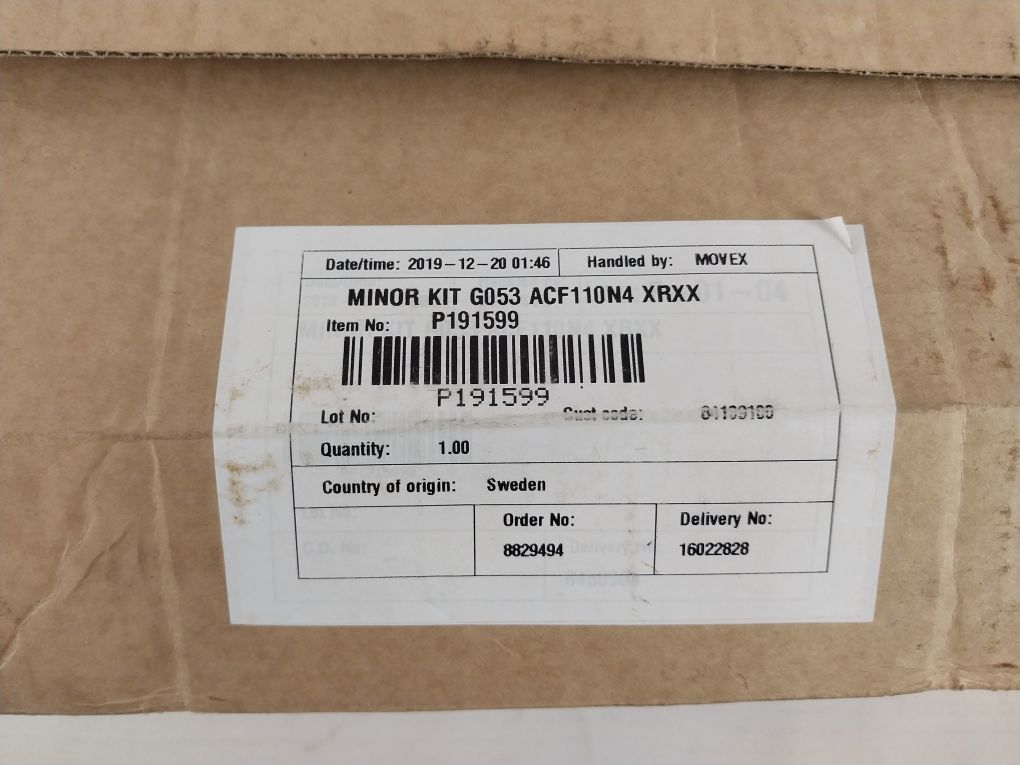 Date/time: 2019-12-20 01:46 Handled by: MOVEX
MINOR KIT G053 ACF110N4 XRXX
Item No: P191599
P191599
Lot No:
Quantity: 1.00
Country of origin: Sweden
Order No: Delivery No:
8829494 16022828